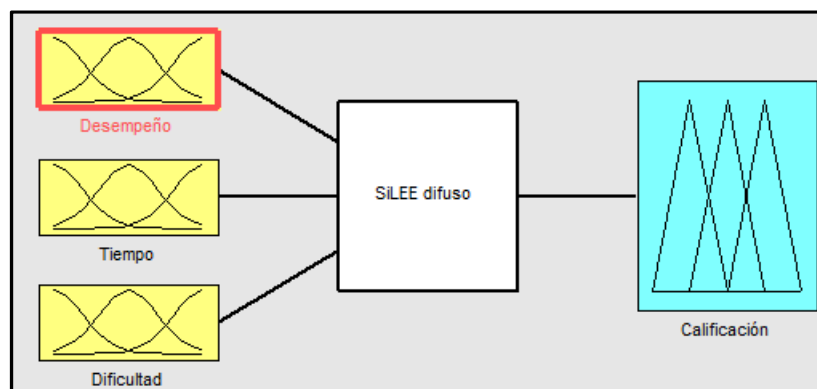 Desempeño
Tiempo
Dificultad
SiLEE difuso
Calificación